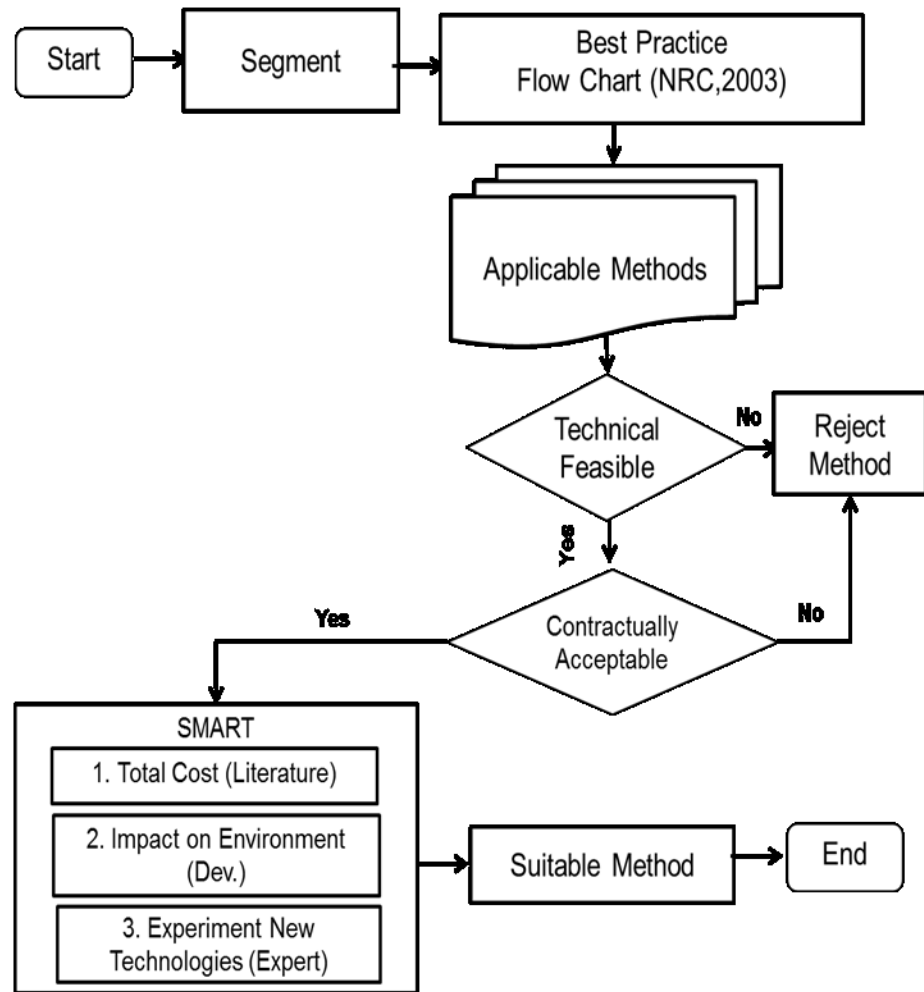 Start
Segment
Best Practice
Flow Chart (NRC,2003)
Applicable Methods
Technical
Feasible
No
Reject
Method
Yes
Contractually
Acceptable
No
Yes
SMART
1. Total Cost (Literature)
2. Impact on Environment
(Dev.)
3. Experiment New
Technologies (Expert)
Suitable Method
End